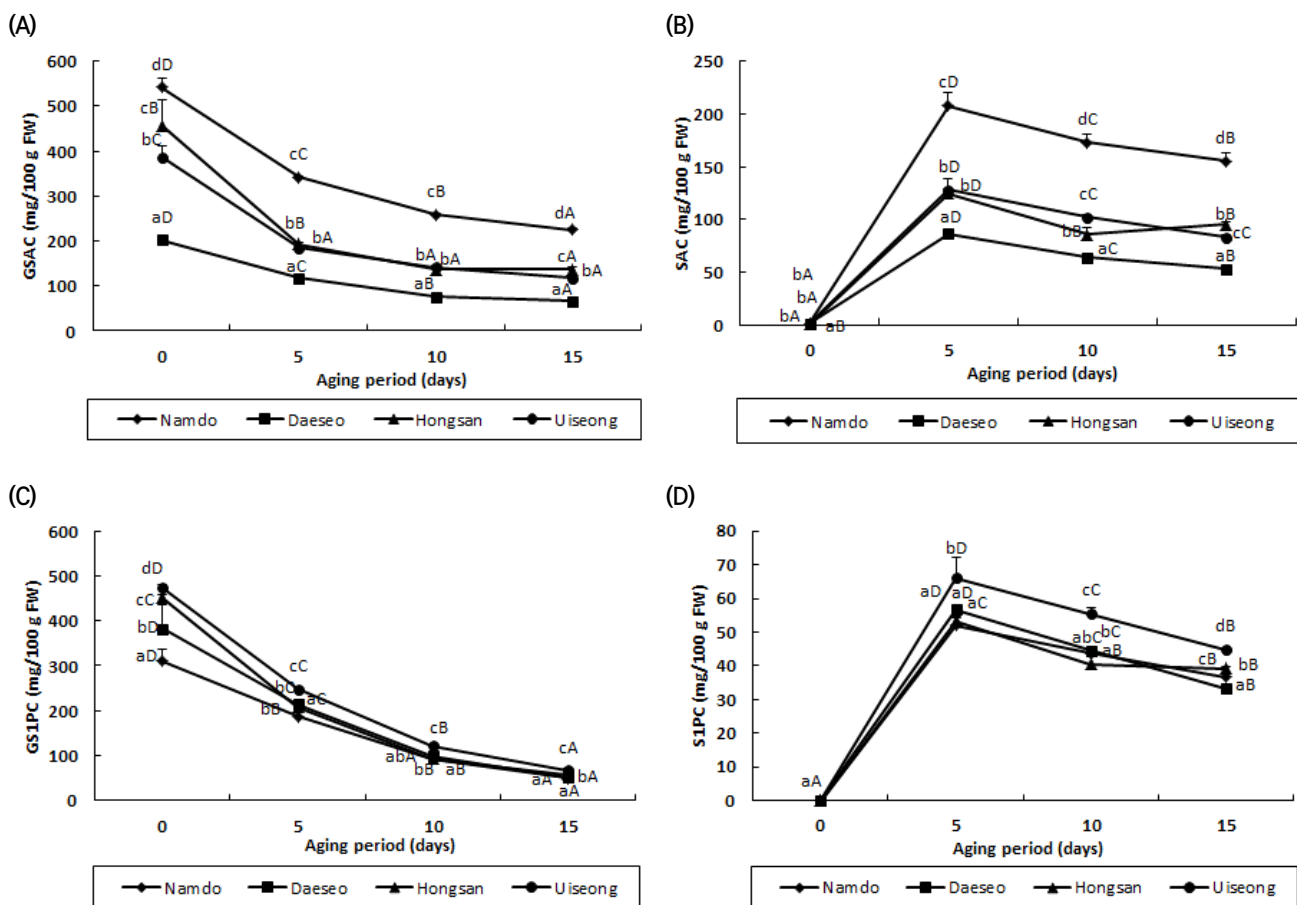 (A)
GSAC (mg/100 g FW)
600
500
400
300
200
100
0
dD
cB
bC
aD
cC
bB
bA
aC
cB
bA
bA
aB
dA
cA
bA
aA
0 5 10 15
Aging period (days)
Namdo Daeseo Hongsan Uiseong
(B)
SAC (mg/100 g FW)
250
200
150
100
50
0
bA
bA
bA
aB
cD
bD
bD
aD
dC
cC
bB
aC
dB
bB
cC
aB
0 5 10 15
Aging period (days)
Namdo Daeseo Hongsan Uiseong
(C)
GS1PC (mg/100 g FW)
600
500
400
300
200
100
0
dD
cC
bD
aD
cC
bC
aC
bB
cB
abA
bB
aB
cA
aA
bA
aA
0 5 10 15
Aging period (days)
Namdo Daeseo Hongsan Uiseong
(D)
S1PC (mg/100 g FW)
80
70
60
50
40
30
20
10
0
aA
bD
aD
aD
aC
cC
bC
abC
aB
dB
cB
bB
aB
0 5 10 15
Aging period (days)
Namdo Daeseo Hongsan Uiseong